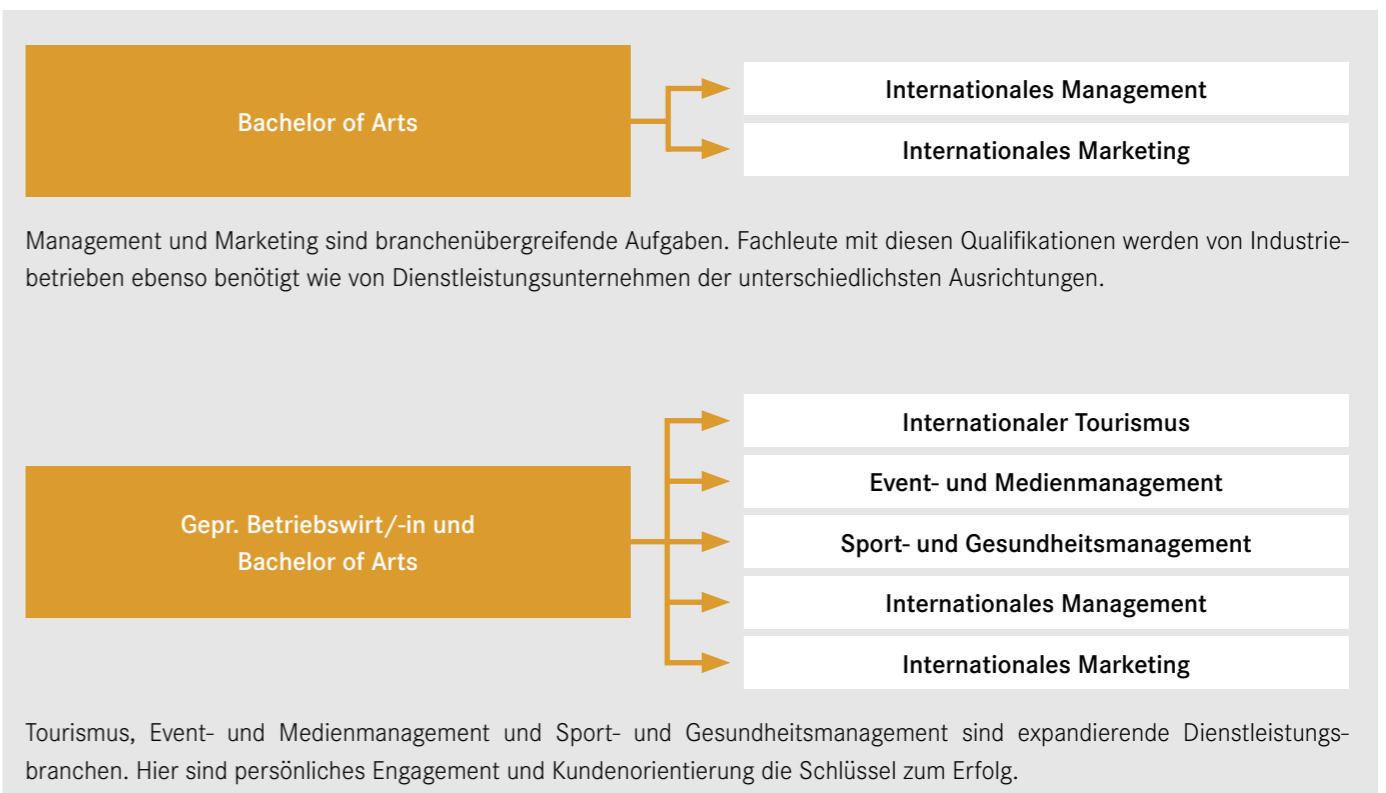 Bachelor of Arts
Internationales Management
Internationales Marketing
Management und Marketing sind branchenübergreifende Aufgaben. Fachleute mit diesen Qualifikationen werden von Industrie-
betrieben ebenso benötigt wie von Dienstleistungsunternehmen der unterschiedlichsten Ausrichtungen.
Gepr. Betriebswirt/-in und
Bachelor of Arts
Internationaler Tourismus
Event- und Medienmanagement
Sport- und Gesundheitsmanagement
Internationales Management
Internationales Marketing
Tourismus, Event- und Medienmanagement und Sport- und Gesundheitsmanagement sind expandierende Dienstleistungs-
branchen. Hier sind persönliches Engagement und Kundenorientierung die Schlüssel zum Erfolg.